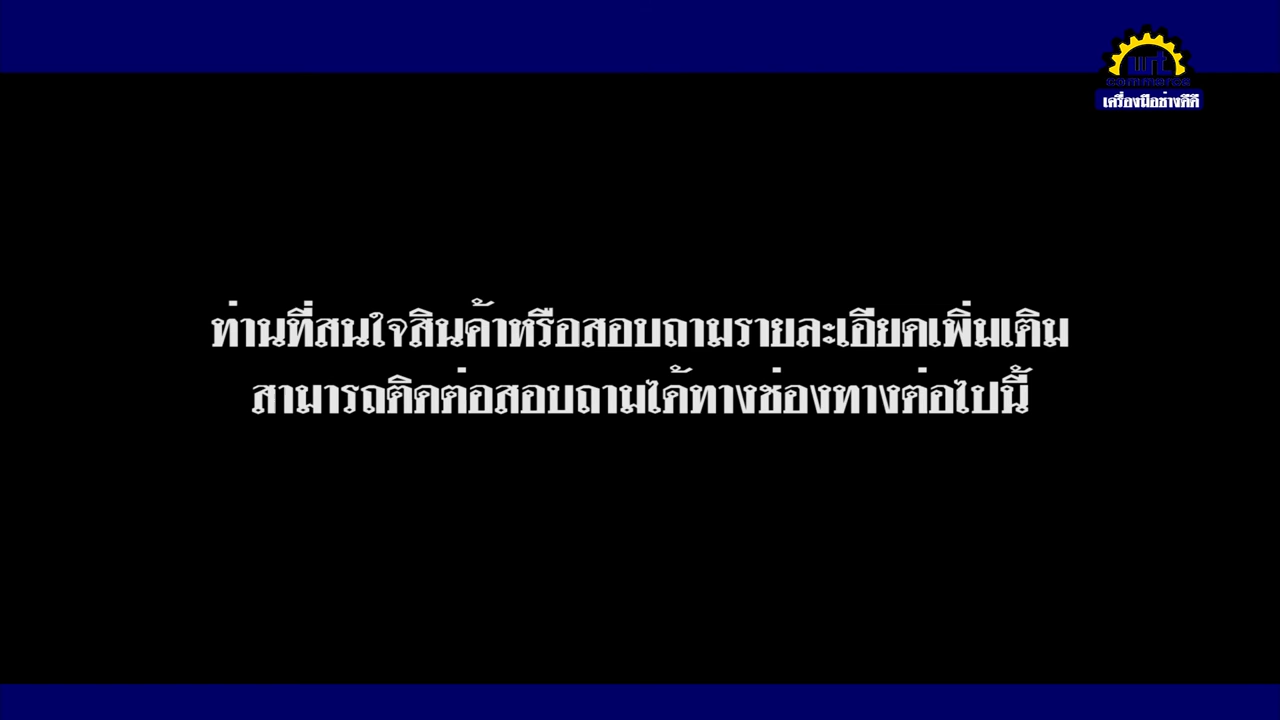 เครื่องมือช่างดีดี
ท่านที่สนใจสินค้าหรือสอบถามรายละเอียดเพิ่มเติม
สามารถติดต่อสอบถามได้ทางช่องทางต่อไปนี้